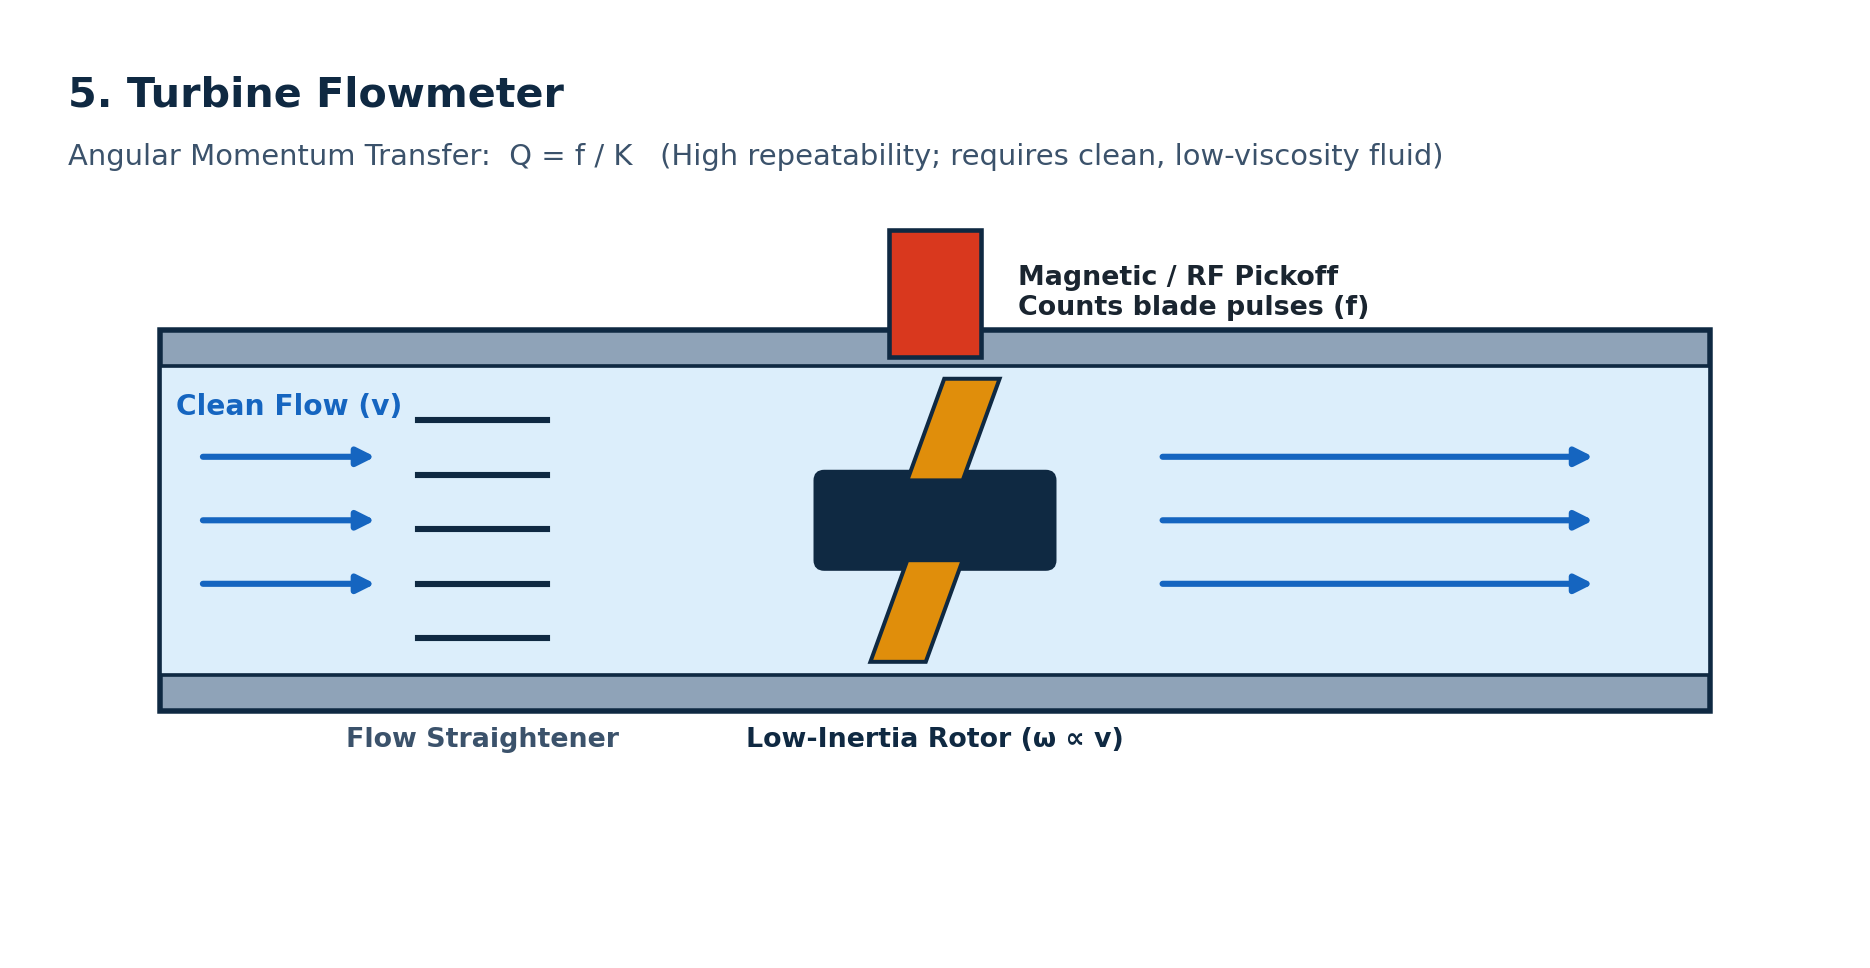 5. Turbine Flowmeter
Angular Momentum Transfer:  Q = f / K   (High repeatability; requires clean, low-viscosity fluid)
Magnetic / RF Pickoff
Counts blade pulses (f)
Clean Flow (v)
Flow Straightener
Low-Inertia Rotor (ω ∝ v)